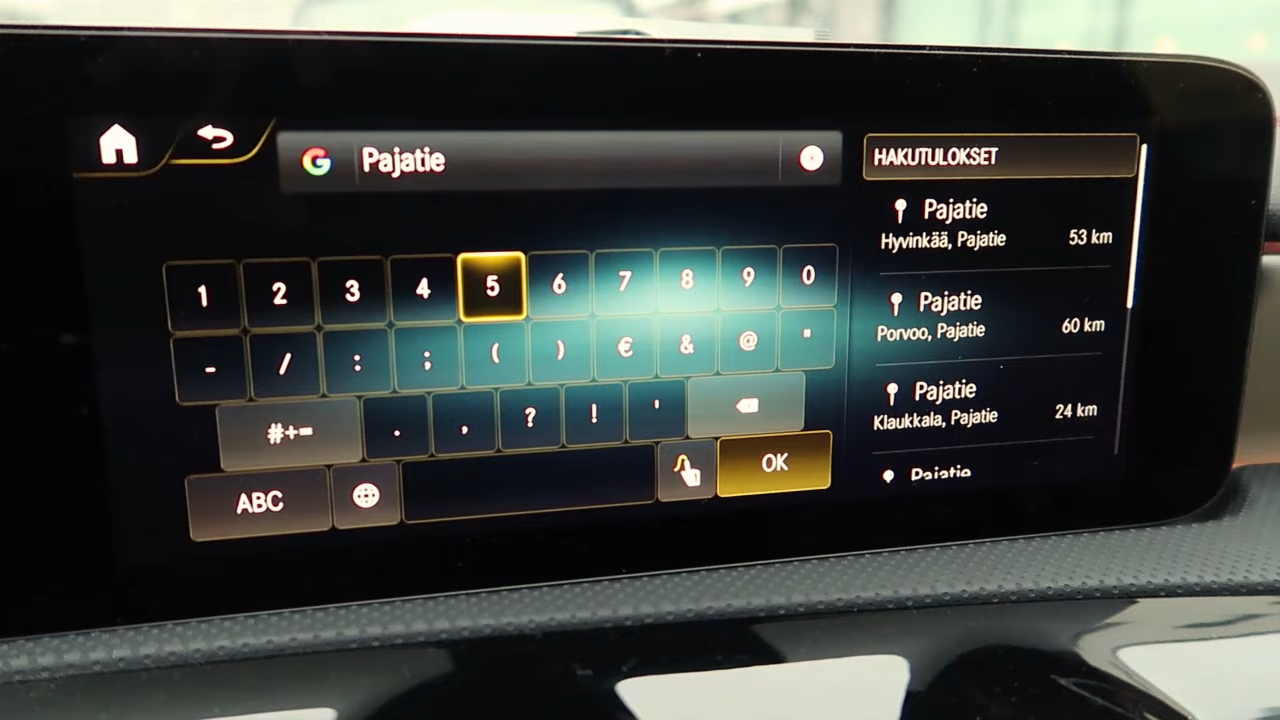 G Pajatie
1 2 3 4 5 6 7 8 9 0
- / : ; ( ) € & @ "
#+= . , ? ! '
ABC OK
HAKUTULOKSET
Pajatie
Hyvinkää, Pajatie 53 km
Pajatie
Porvoo, Pajatie 60 km
Pajatie
Klaukkala, Pajatie 24 km
Pajatie